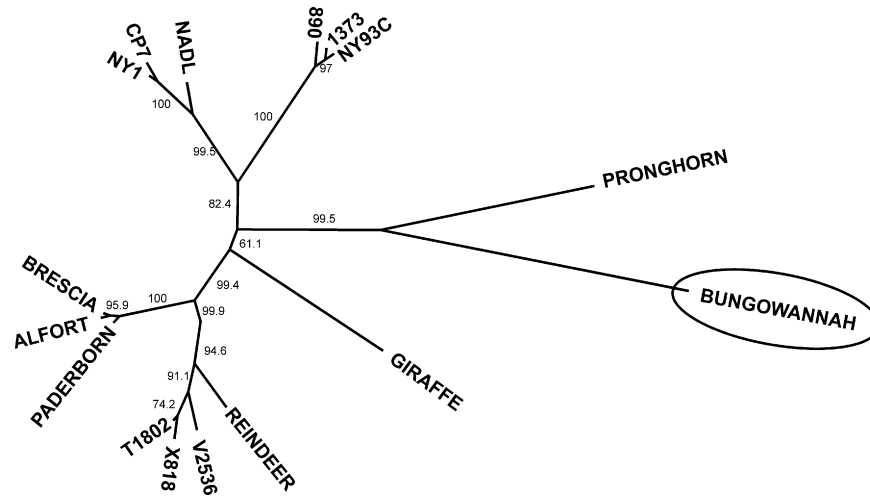 890
1373
NY93C
97
CP7
NADL
NY1
100
100
99.5
82.4
PRONGHORN
99.5
61.1
BUNGOWANNAH
99.4
BRESCIA
95.9
100
99.9
ALFORT
PADERBORN
94.6
GIRAFFE
91.1
74.2
REINDEER
T1802
X818
V2536